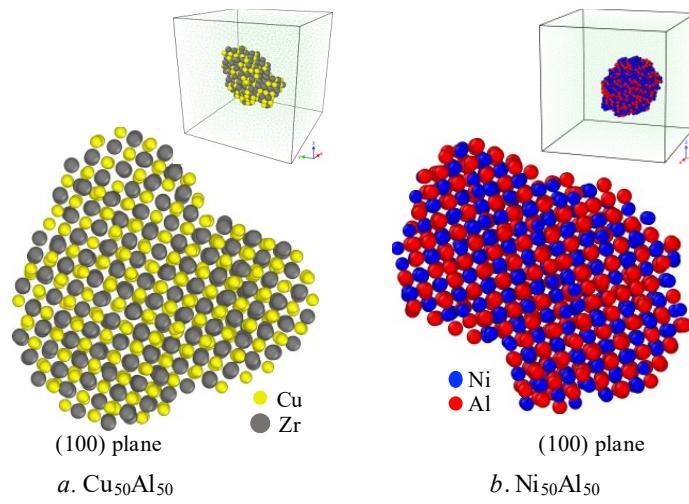 Cu
Zr
(100) plane
a. Cu₅₀Al₅₀
Ni
Al
(100) plane
b. Ni₅₀Al₅₀